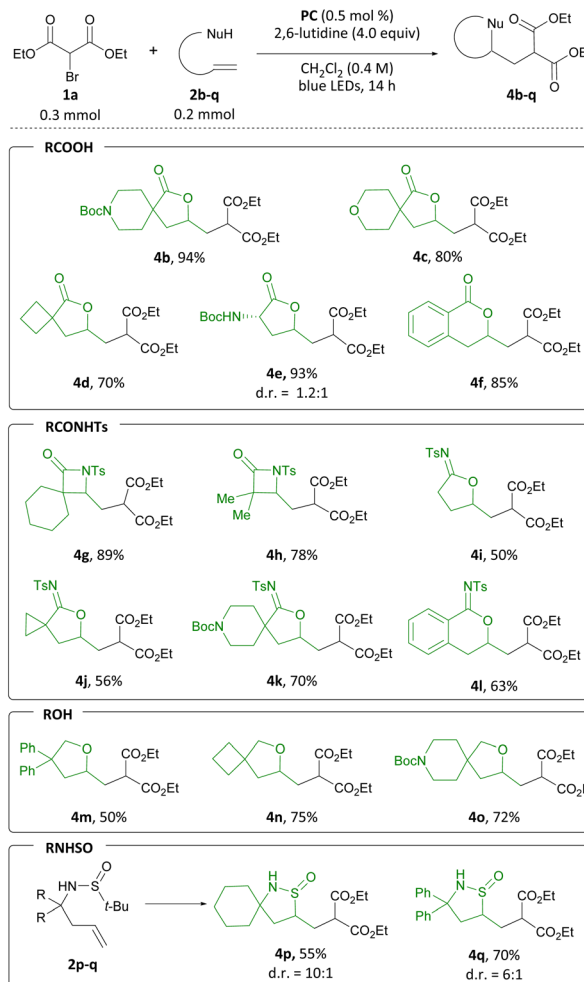 O O
EtO OEt
Br
1a
0.3 mmol
+
NuH
2b-q
0.2 mmol
PC (0.5 mol %)
2,6-lutidine (4.0 equiv)
CH2Cl2 (0.4 M)
blue LEDs, 14 h
Nu O
OEt
O OE
4b-q
RCOOH
O
O
BocN
CO2Et
CO2Et
4b, 94%
O
O
O
CO2Et
CO2Et
4c, 80%
O
O
CO2Et
CO2Et
4d, 70%
O
O
BocHN
CO2Et
CO2Et
4e, 93%
d.r. = 1.2:1
O
O
CO2Et
CO2Et
4f, 85%
RCONHTs
O NTs
CO2Et
CO2Et
4g, 89%
O NTs
Me
Me
CO2Et
CO2Et
4h, 78%
TsN
O
CO2Et
CO2Et
4i, 50%
TsN
O
CO2Et
CO2Et
4j, 56%
TsN
O
BocN
CO2Et
CO2Et
4k, 70%
NTs
O
CO2Et
CO2Et
4l, 63%
ROH
Ph
Ph
O
CO2Et
CO2Et
4m, 50%
O
CO2Et
CO2Et
4n, 75%
O
BocN
CO2Et
CO2Et
4o, 72%
RNHSO
O
HN S
R
R
t-Bu
2p-q
H
N O
S
CO2Et
CO2Et
4p, 55%
d.r. = 10:1
Ph NH O
Ph S
CO2Et
CO2Et
4q, 70%
d.r. = 6:1